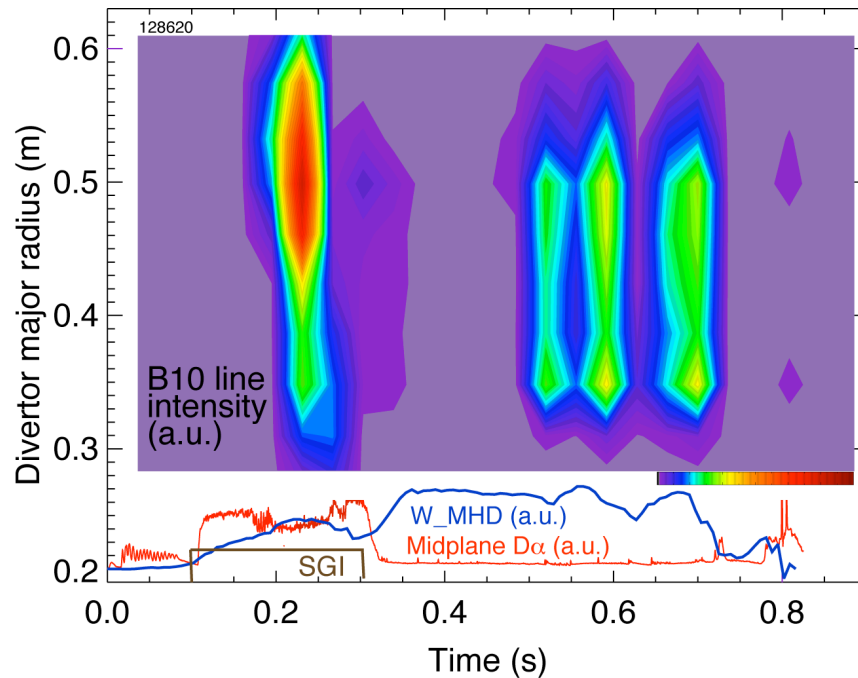 128620
0.6
0.5
0.4
0.3
0.2
Divertor major radius (m)
B10 line
intensity
(a.u.)
W_MHD (a.u.)
Midplane Dα (a.u.)
SGI
0.0
0.2
0.4
0.6
0.8
Time (s)